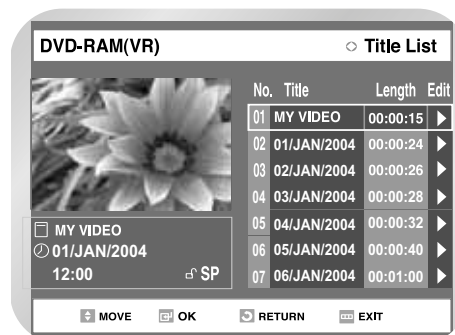 DVD-RAM(VR) Title List
No. Title Length Edit
01 MY VIDEO 00:00:15
02 01/JAN/2004 00:00:24
03 02/JAN/2004 00:00:26
04 03/JAN/2004 00:00:28
05 04/JAN/2004 00:00:32
06 05/JAN/2004 00:00:40
07 06/JAN/2004 00:01:00
MY VIDEO
01/JAN/2004
12:00 SP
MOVE OK RETURN EXIT